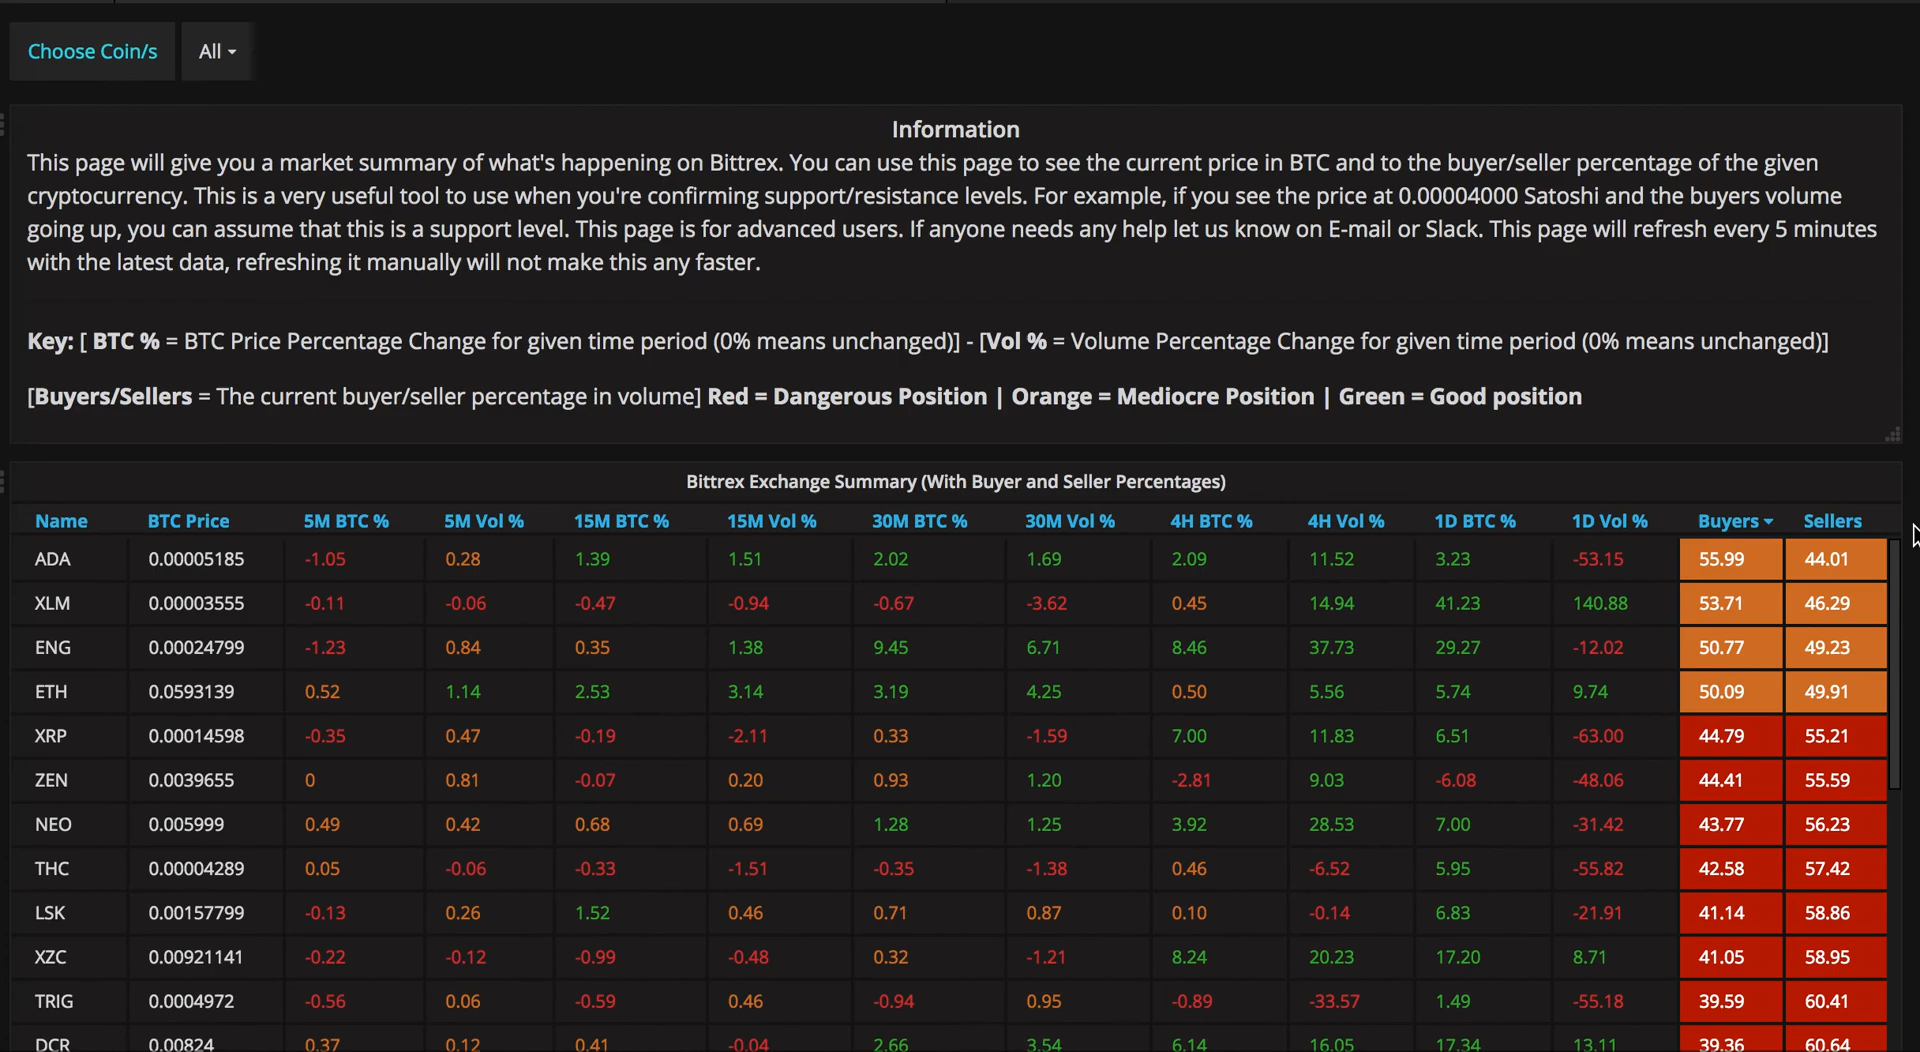 Choose Coin/s All
Information
This page will give you a market summary of what's happening on Bittrex. You can use this page to see the current price in BTC and to the buyer/seller percentage of the given
cryptocurrency. This is a very useful tool to use when you're confirming support/resistance levels. For example, if you see the price at 0.00004000 Satoshi and the buyers volume
going up, you can assume that this is a support level. This page is for advanced users. If anyone needs any help let us know on E-mail or Slack. This page will refresh every 5 minutes
with the latest data, refreshing it manually will not make this any faster.
Key: [ BTC % = BTC Price Percentage Change for given time period (0% means unchanged)] - [Vol % = Volume Percentage Change for given time period (0% means unchanged)]
[Buyers/Sellers = The current buyer/seller percentage in volume] Red = Dangerous Position | Orange = Mediocre Position | Green = Good position
Bittrex Exchange Summary (With Buyer and Seller Percentages)
Name BTC Price 5M BTC % 5M Vol % 15M BTC % 15M Vol % 30M BTC % 30M Vol % 4H BTC % 4H Vol % 1D BTC % 1D Vol % Buyers Sellers
ADA 0.00005185 -1.05 0.28 1.39 1.51 2.02 1.69 2.09 11.52 3.23 -53.15 55.99 44.01
XLM 0.00003555 -0.11 -0.06 -0.47 -0.94 -0.67 -3.62 0.45 14.94 41.23 140.88 53.71 46.29
ENG 0.00024799 -1.23 0.84 0.35 1.38 9.45 6.71 8.46 37.73 29.27 -12.02 50.77 49.23
ETH 0.0593139 0.52 1.14 2.53 3.14 3.19 4.25 0.50 5.56 5.74 9.74 50.09 49.91
XRP 0.00014598 -0.35 0.47 -0.19 -2.11 0.33 -1.59 7.00 11.83 6.51 -63.00 44.79 55.21
ZEN 0.0039655 0 0.81 -0.07 0.20 0.93 1.20 -2.81 9.03 -6.08 -48.06 44.41 55.59
NEO 0.005999 0.49 0.42 0.68 0.69 1.28 1.25 3.92 28.53 7.00 -31.42 43.77 56.23
THC 0.00004289 0.05 -0.06 -0.33 -1.51 -0.35 -1.38 0.46 -6.52 5.95 -55.82 42.58 57.42
LSK 0.00157799 -0.13 0.26 1.52 0.46 0.71 0.87 0.10 -0.14 6.83 -21.91 41.14 58.86
XZC 0.00921141 -0.22 -0.12 -0.99 -0.48 0.32 -1.21 8.24 20.23 17.20 8.71 41.05 58.95
TRIG 0.0004972 -0.56 0.06 -0.59 0.46 -0.94 0.95 -0.89 -33.57 1.49 -55.18 39.59 60.41
DCR 0.00824 0.37 0.12 0.41 -0.04 2.66 3.54 6.14 16.05 17.34 13.11 39.36 60.64